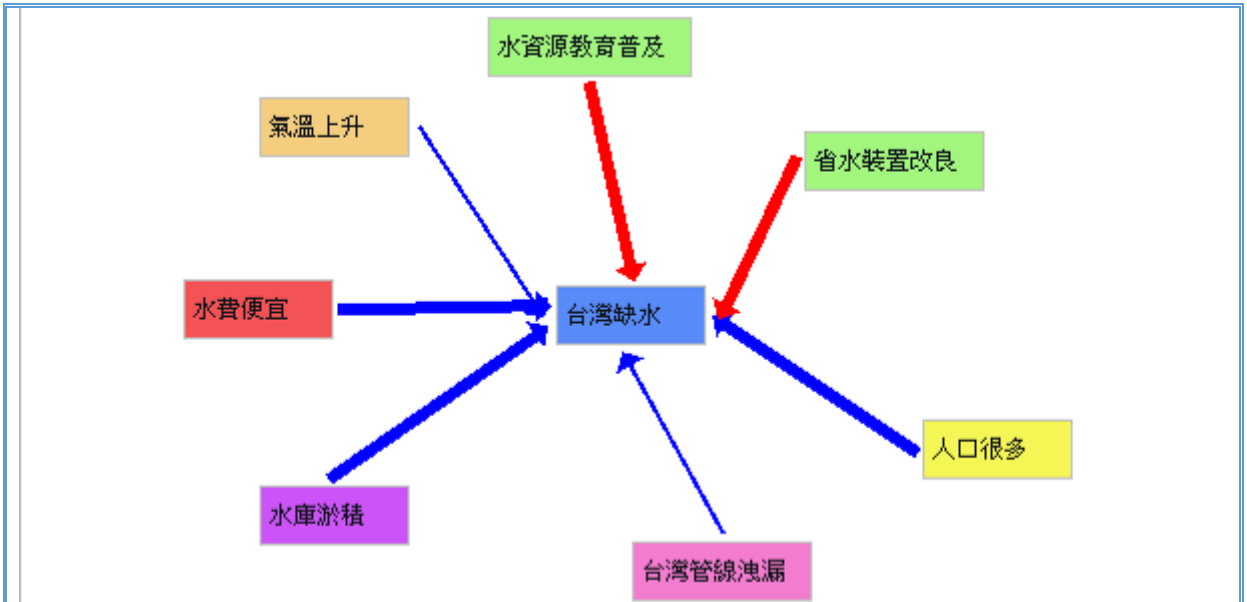 水資源教育普及
氣溫上升
省水裝置改良
水費便宜
台灣缺水
人口很多
水庫淤積
台灣管線洩漏